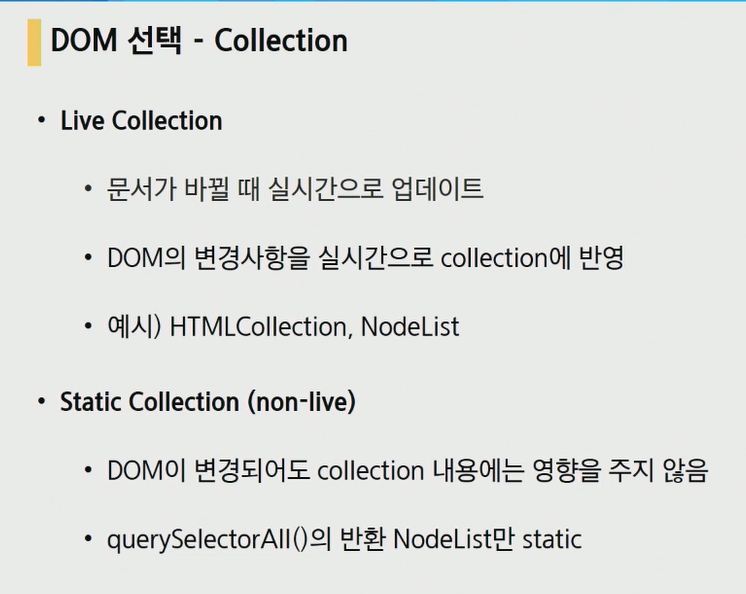 DOM 선택 - Collection
• Live Collection
• 문서가 바뀔 때 실시간으로 업데이트
• DOM의 변경사항을 실시간으로 collection에 반영
• 예시) HTMLCollection, NodeList
• Static Collection (non-live)
• DOM이 변경되어도 collection 내용에는 영향을 주지 않음
• querySelectorAll()의 반환 NodeList만 static